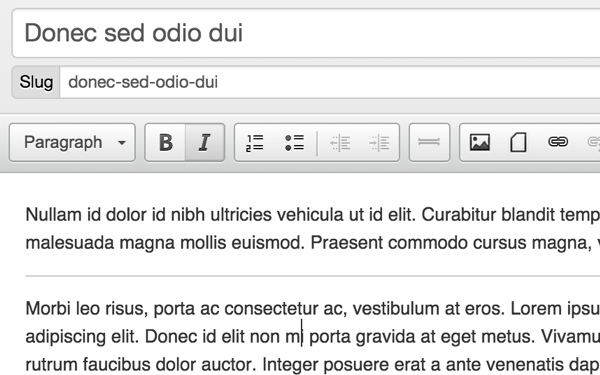 Donec sed odio dui
Slug donec-sed-odio-dui
Paragraph B I
Nullam id dolor id nibh ultricies vehicula ut id elit. Curabitur blandit temp
malesuada magna mollis euismod. Praesent commodo cursus magna, v
Morbi leo risus, porta ac consectetur ac, vestibulum at eros. Lorem ipsu
adipiscing elit. Donec id elit non mi porta gravida at eget metus. Vivamu
rutrum faucibus dolor auctor. Integer posuere erat a ante venenatis dap